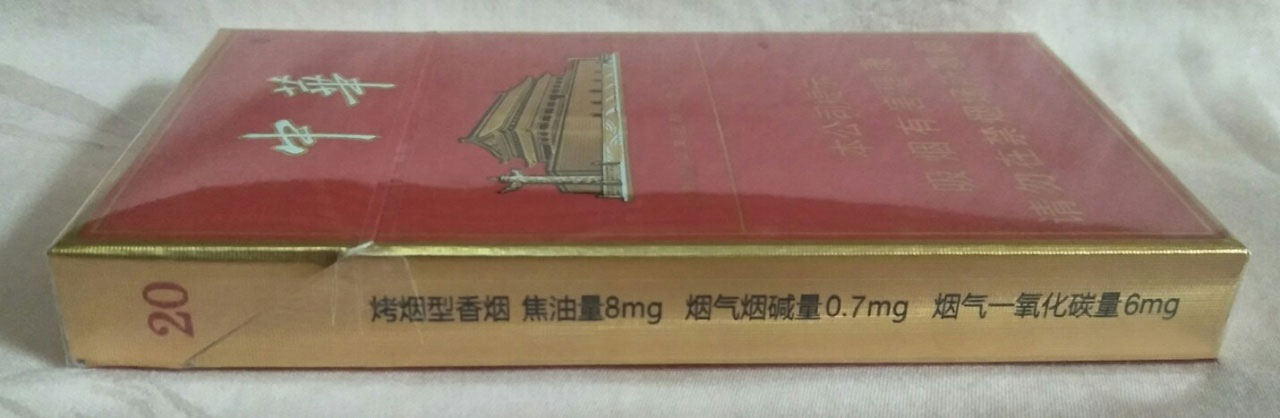 中華
本公司提示
吸烟有害健康
请勿在禁烟场所吸烟
20
烤烟型香烟 焦油量8mg 烟气烟碱量0.7mg 烟气一氧化碳量6mg